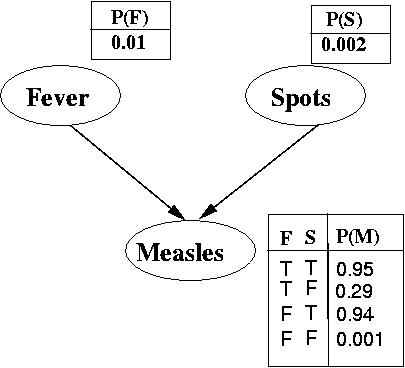 P(F)
0.01
P(S)
0.002
Fever
Spots
Measles
F S P(M)
T T 0.95
T F 0.29
F T 0.94
F F 0.001